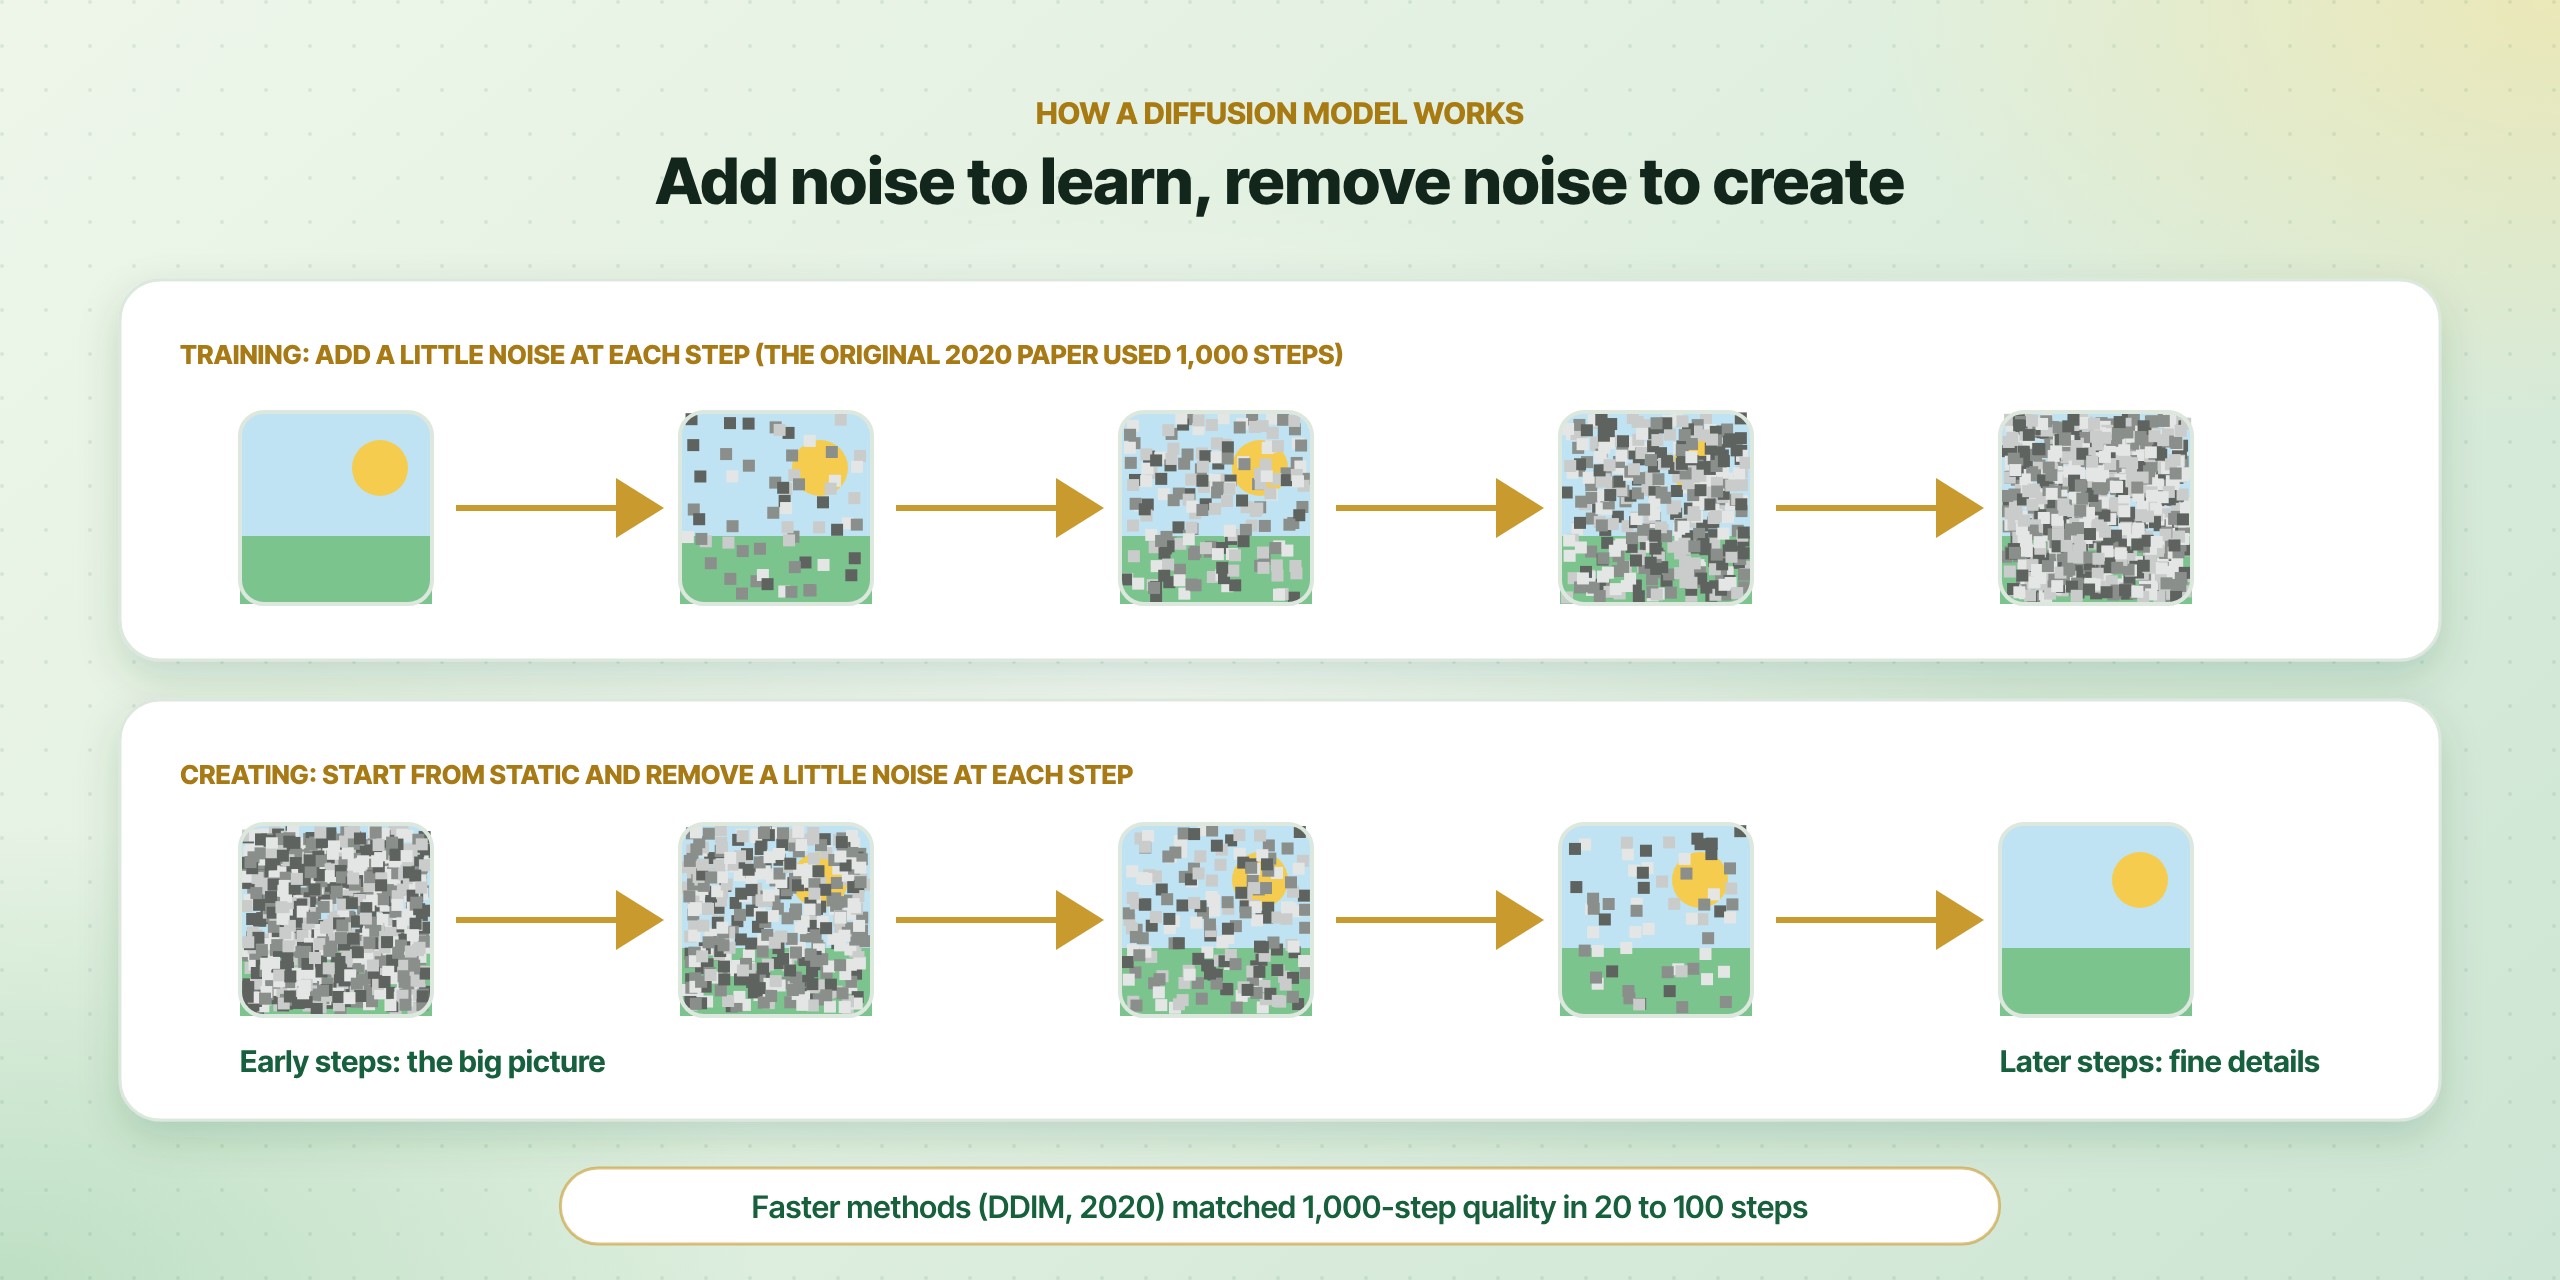 HOW A DIFFUSION MODEL WORKS
Add noise to learn, remove noise to create
TRAINING: ADD A LITTLE NOISE AT EACH STEP (THE ORIGINAL 2020 PAPER USED 1,000 STEPS)
CREATING: START FROM STATIC AND REMOVE A LITTLE NOISE AT EACH STEP
Early steps: the big picture
Later steps: fine details
Faster methods (DDIM, 2020) matched 1,000-step quality in 20 to 100 steps